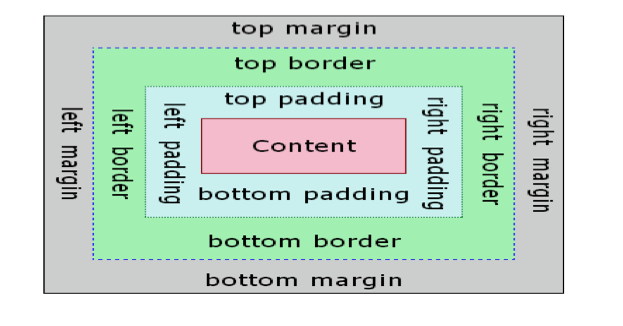 top margin
top border
top padding
left margin
left border
left padding
Content
right padding
right border
right margin
bottom padding
bottom border
bottom margin